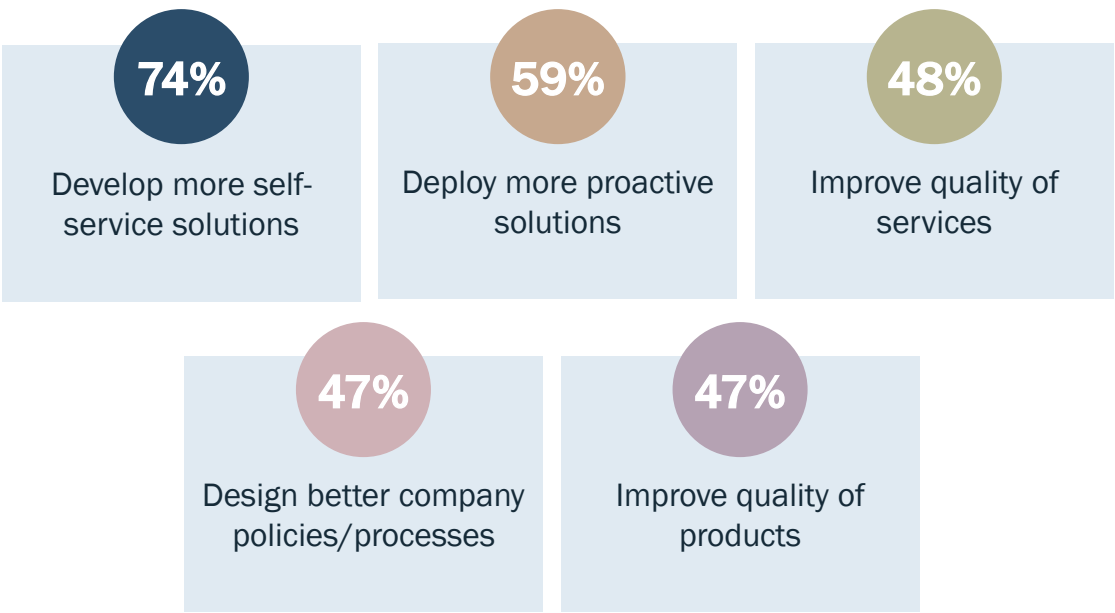 74%
Develop more self-
service solutions
59%
Deploy more proactive
solutions
48%
Improve quality of
services
47%
Design better company
policies/processes
47%
Improve quality of
products